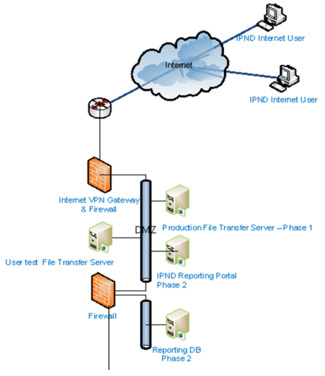 IPND Internet User
Internet
IPND Internet User
Internet VPN Gateway
& Firewall
DMZ
Production File Transfer Server – Phase 1
User test File Transfer Server
IPND Reporting Portal
Phase 2
Firewall
Reporting DB
Phase 2